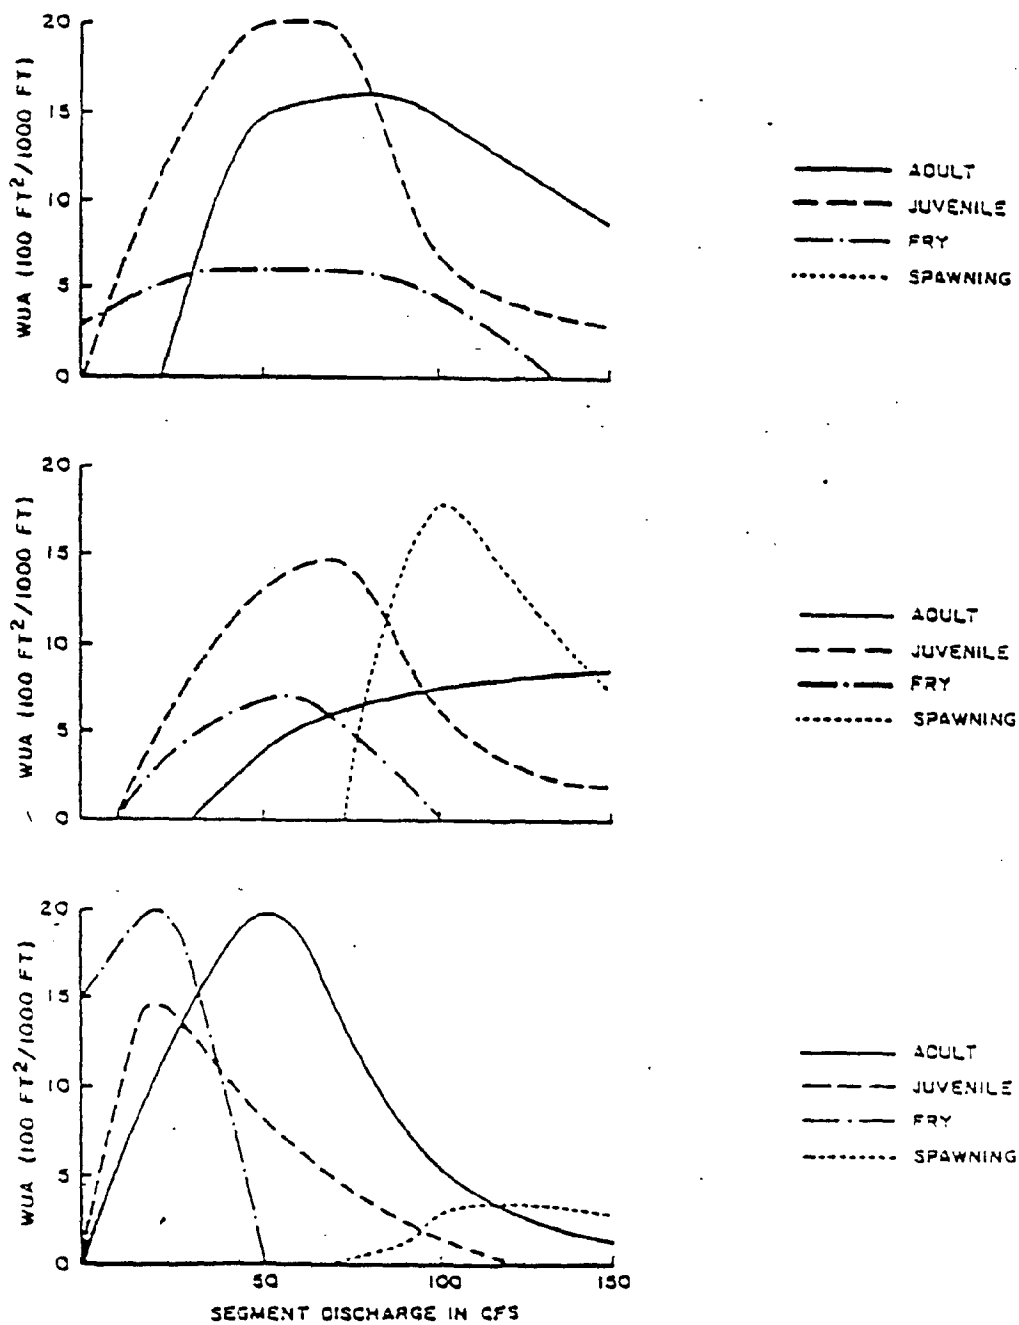 20
15
10
5
0
WUA (100 FT²/1000 FT)
ADULT
JUVENILE
FRY
SPAWNING
20
15
10
5
0
WUA (100 FT²/1000 FT)
ADULT
JUVENILE
FRY
SPAWNING
20
15
10
5
0
WUA (100 FT²/1000 FT)
50
100
150
SEGMENT DISCHARGE IN CFS
ADULT
JUVENILE
FRY
SPAWNING